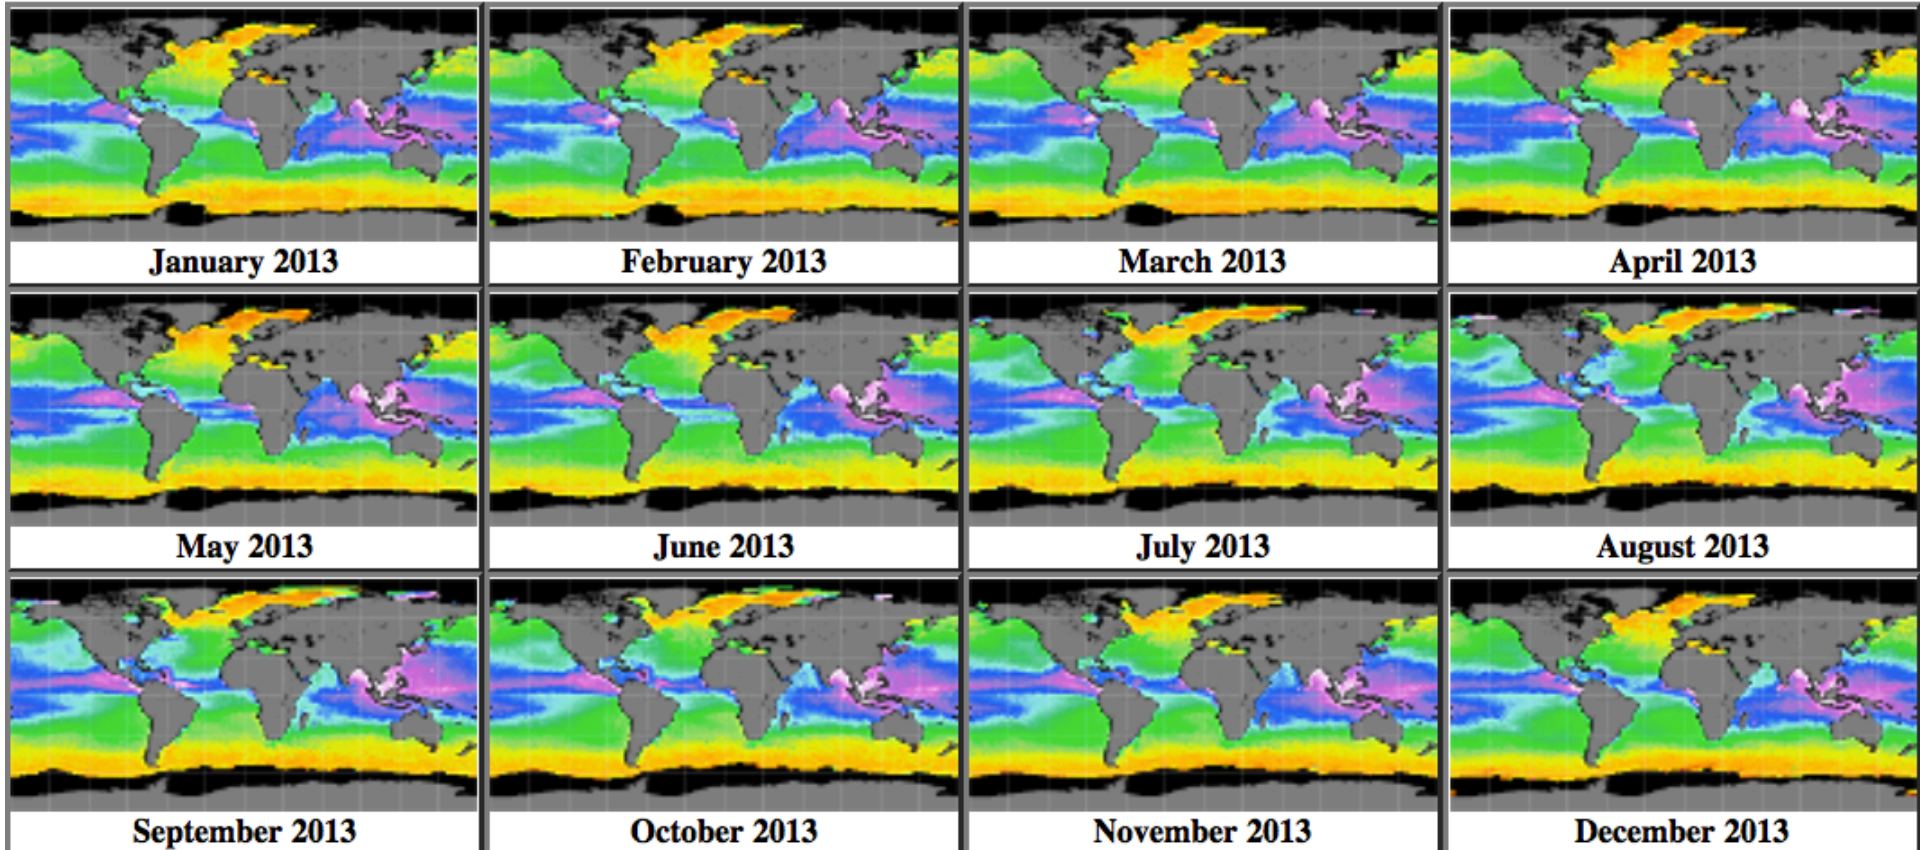 January 2013
February 2013
March 2013
April 2013
May 2013
June 2013
July 2013
August 2013
September 2013
October 2013
November 2013
December 2013